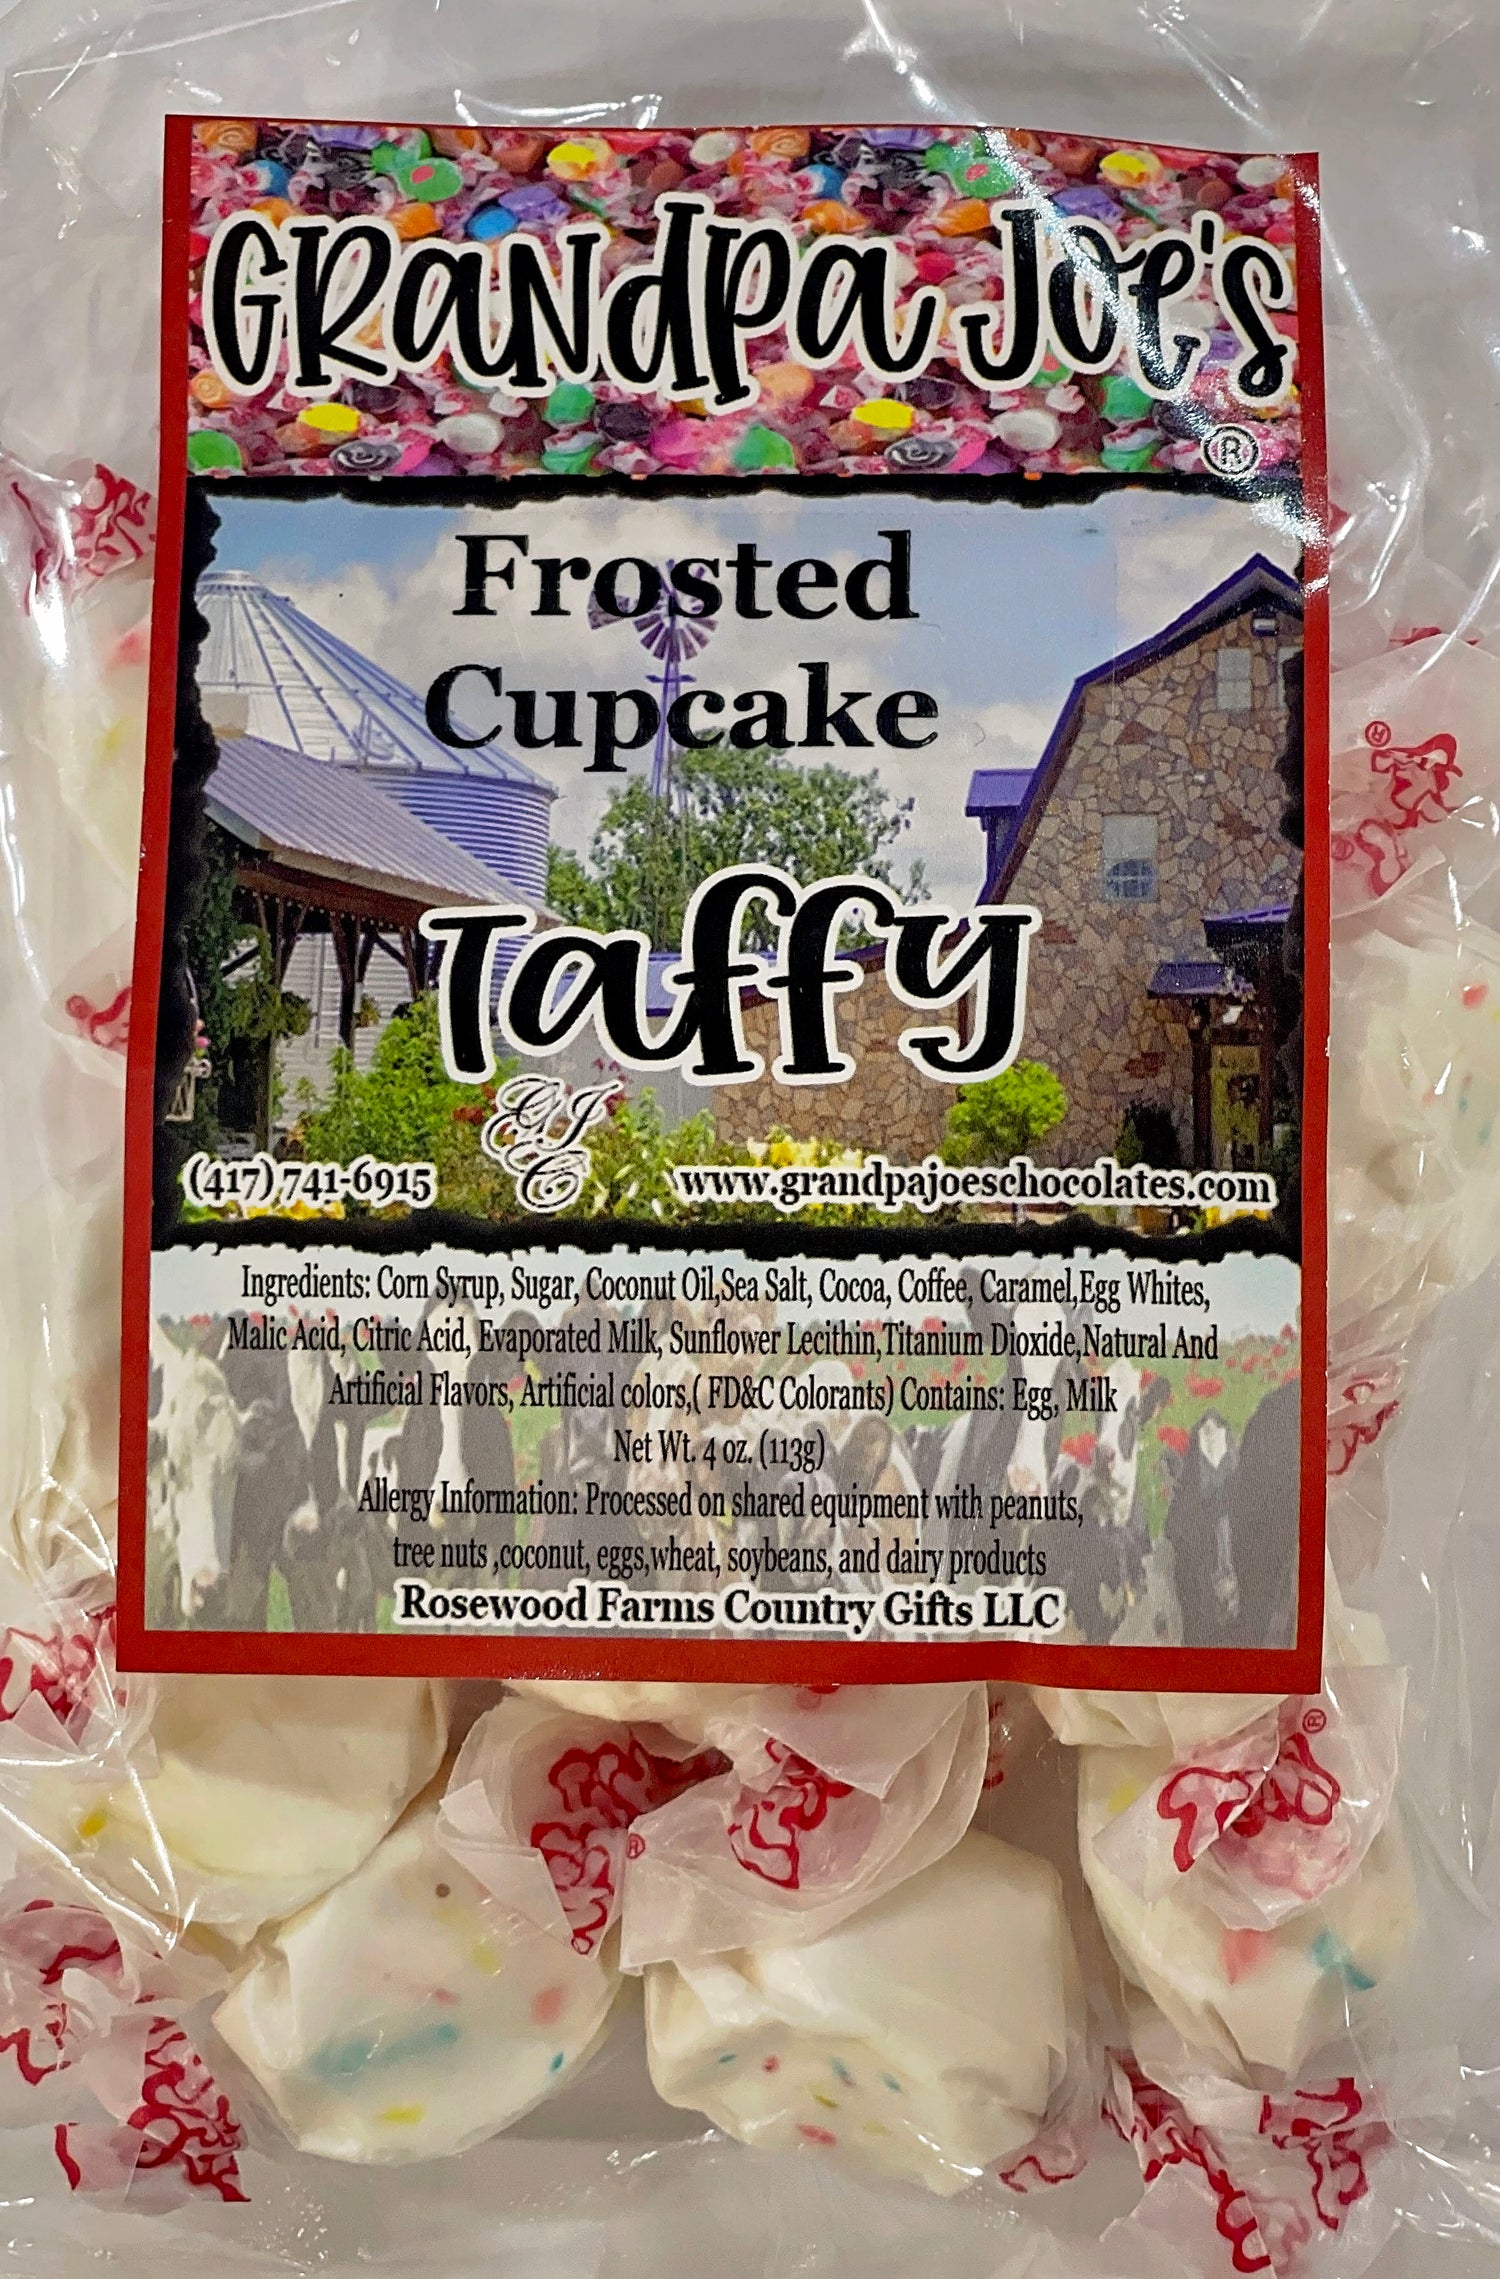 Grandpa Joe's
®
Frosted
Cupcake
Taffy
GJC
(417) 741-6915
www.grandpajoeschocolates.com
Ingredients: Corn Syrup, Sugar, Coconut Oil,Sea Salt, Cocoa, Coffee, Caramel,Egg Whites,
Malic Acid, Citric Acid, Evaporated Milk, Sunflower Lecithin,Titanium Dioxide,Natural And
Artificial Flavors, Artificial colors,( FD&C Colorants) Contains: Egg, Milk
Net Wt. 4 oz. (113g)
Allergy Information: Processed on shared equipment with peanuts,
tree nuts ,coconut, eggs,wheat, soybeans, and dairy products
Rosewood Farms Country Gifts LLC